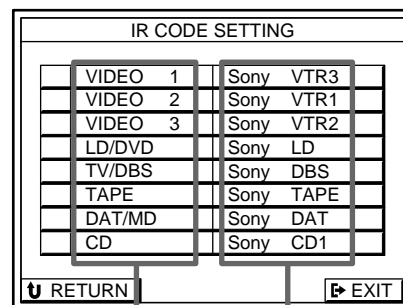 IR CODE SETTING
VIDEO 1 Sony VTR3
VIDEO 2 Sony VTR1
VIDEO 3 Sony VTR2
LD/DVD Sony LD
TV/DBS Sony DBS
TAPE Sony TAPE
DAT/MD Sony DAT
CD Sony CD1
RETURN EXIT